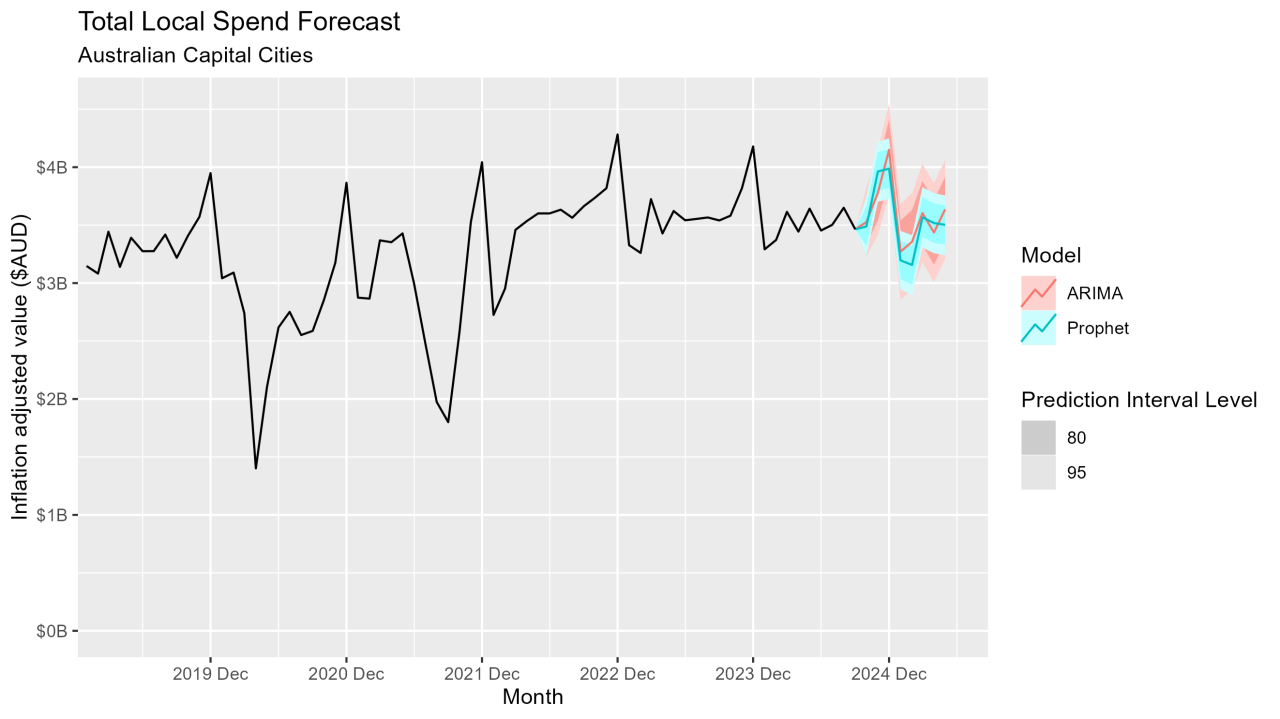 Total Local Spend Forecast
Australian Capital Cities
Inflation adjusted value ($AUD)
$4B
$3B
$2B
$1B
$0B
2019 Dec
2020 Dec
2021 Dec
2022 Dec
2023 Dec
2024 Dec
Month
Model
ARIMA
Prophet
Prediction Interval Level
80
95